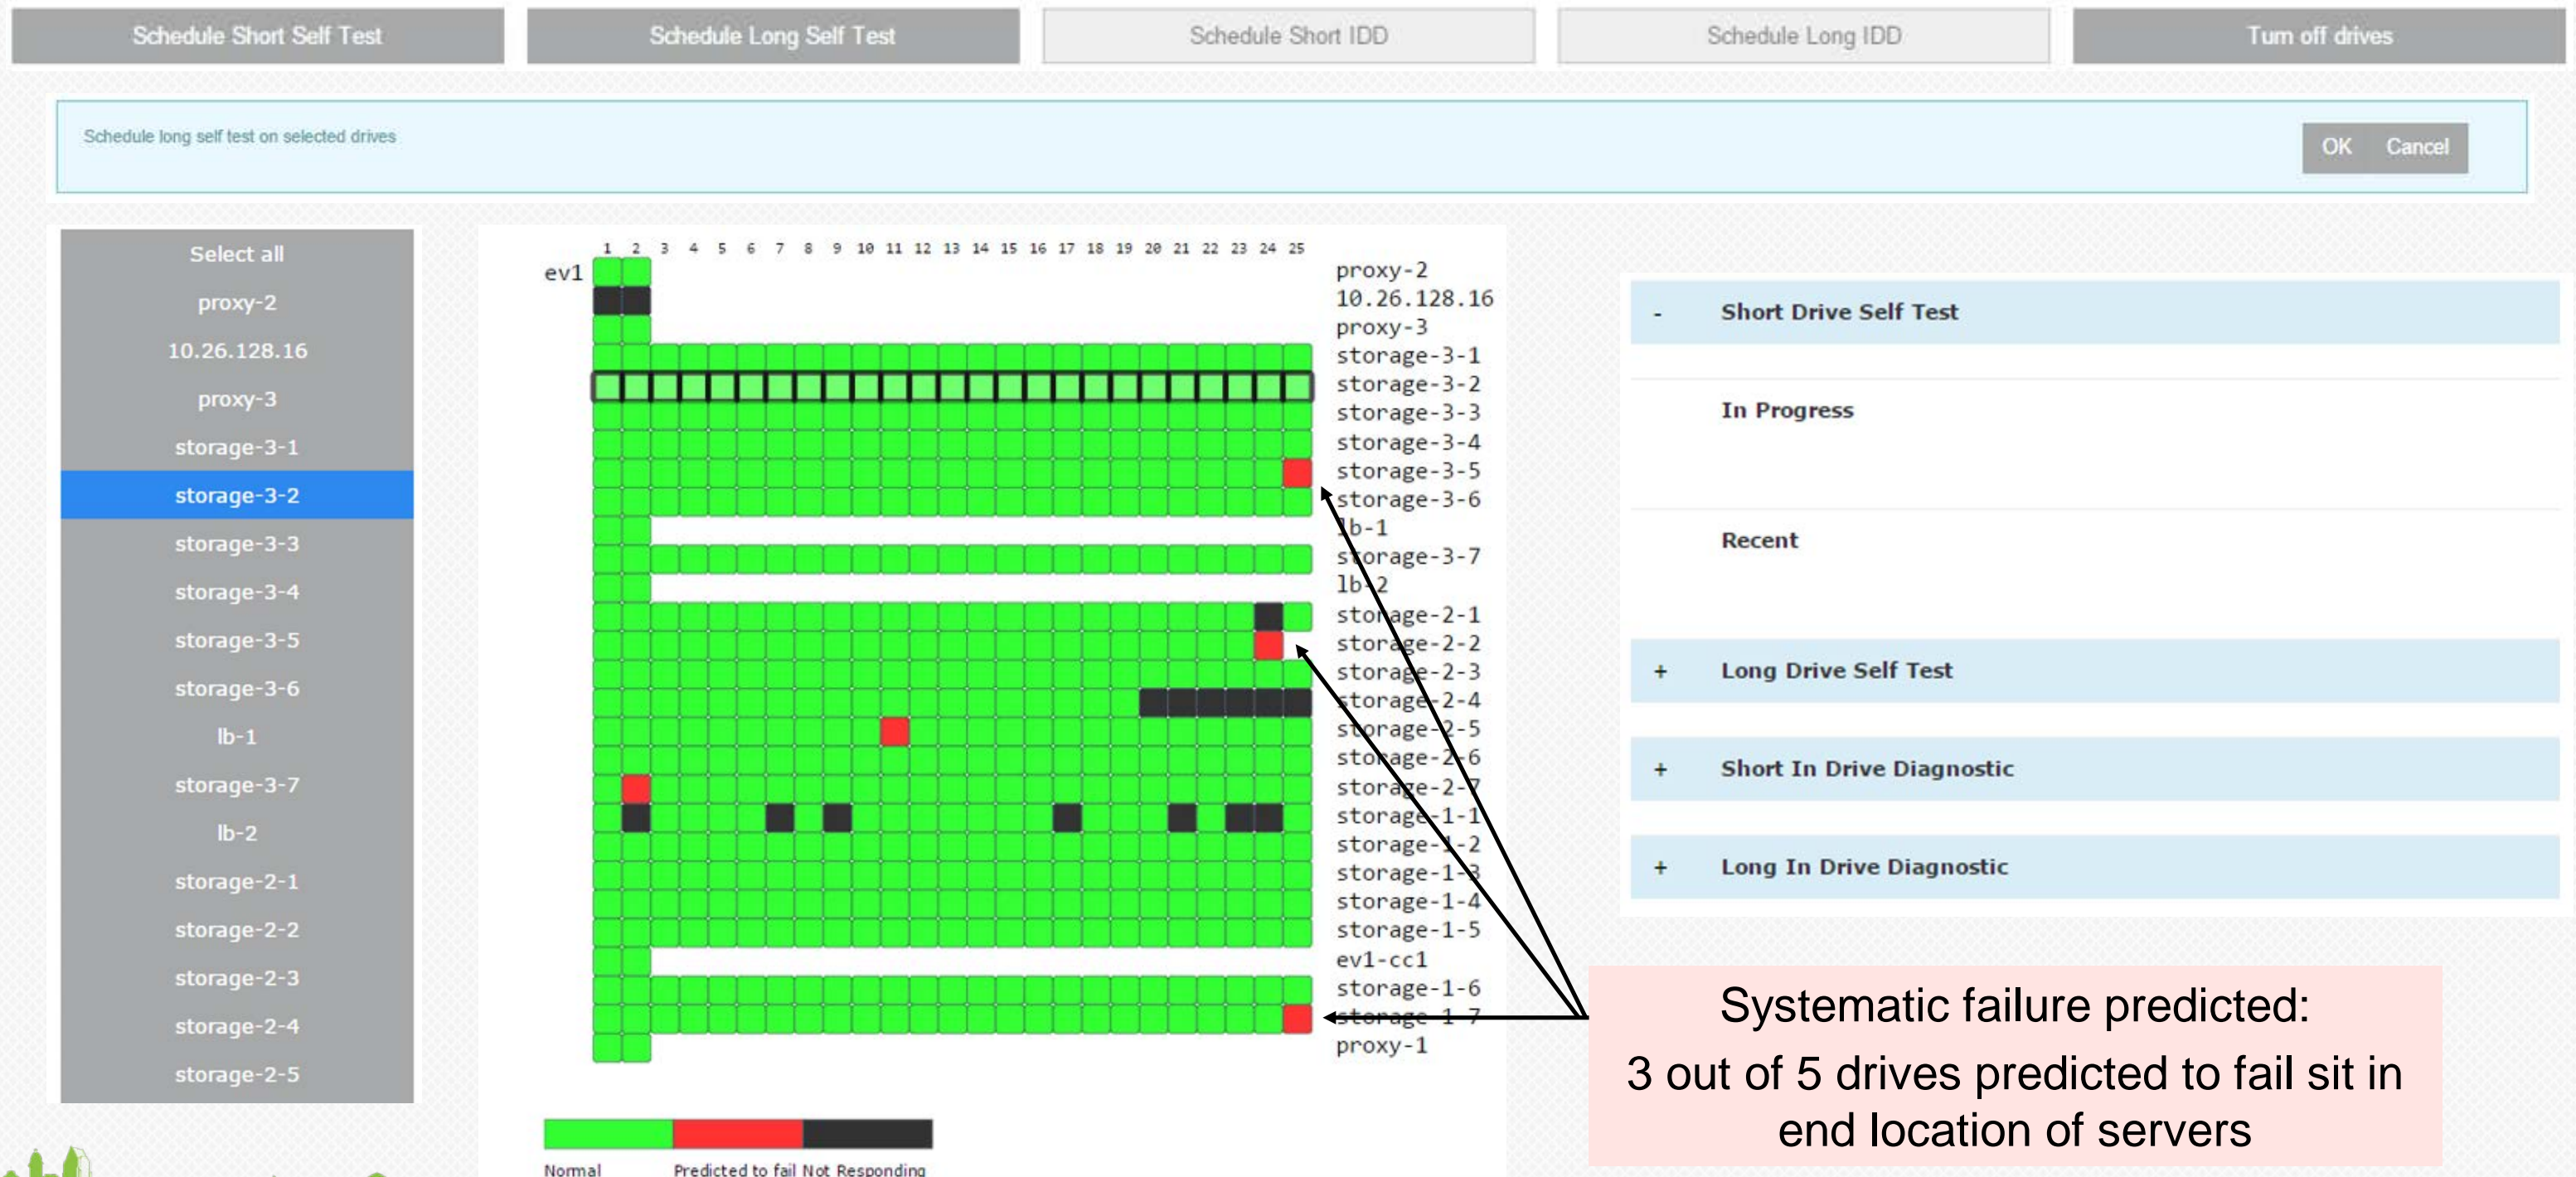 Schedule Short Self Test
Schedule Long Self Test
Schedule Short IDD
Schedule Long IDD
Turn off drives
Schedule long self test on selected drives
OK
Cancel
Select all
proxy-2
10.26.128.16
proxy-3
storage-3-1
storage-3-2
storage-3-3
storage-3-4
storage-3-5
storage-3-6
lb-1
storage-3-7
lb-2
storage-2-1
storage-2-2
storage-2-3
storage-2-4
storage-2-5
1 2 3 4 5 6 7 8 9 10 11 12 13 14 15 16 17 18 19 20 21 22 23 24 25
ev1
proxy-2
10.26.128.16
proxy-3
storage-3-1
storage-3-2
storage-3-3
storage-3-4
storage-3-5
storage-3-6
lb-1
storage-3-7
lb-2
storage-2-1
storage-2-2
storage-2-3
storage-2-4
storage-2-5
storage-2-6
storage-2-7
storage-1-1
storage-1-2
storage-1-3
storage-1-4
storage-1-5
ev1-cc1
storage-1-6
storage-1-7
proxy-1
Normal
Predicted to fail
Not Responding
- Short Drive Self Test
In Progress
Recent
+ Long Drive Self Test
+ Short In Drive Diagnostic
+ Long In Drive Diagnostic
Systematic failure predicted:
3 out of 5 drives predicted to fail sit in
end location of servers